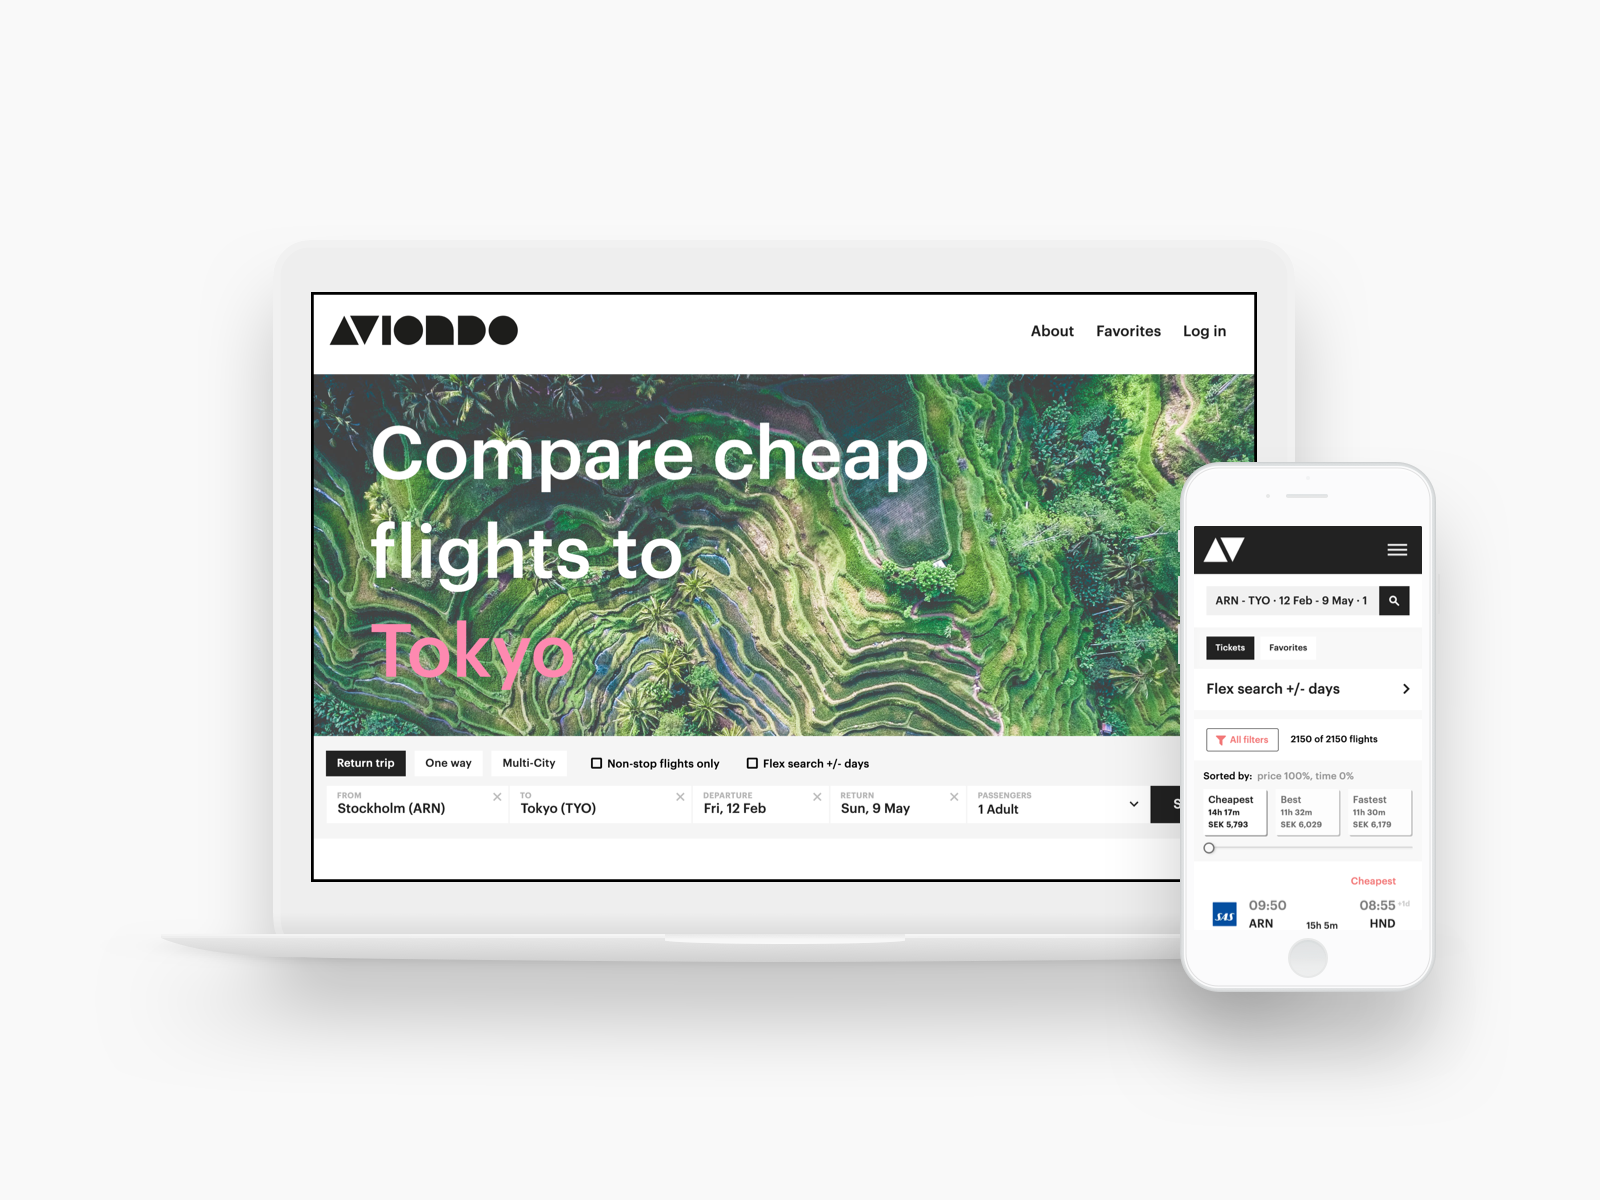 AVIONDO
About Favorites Log in
Compare cheap
flights to
Tokyo
Return trip One way Multi-City Non-stop flights only Flex search +/- days
FROM TO DEPARTURE RETURN PASSENGERS
Stockholm (ARN) Tokyo (TYO) Fri, 12 Feb Sun, 9 May 1 Adult
AV
ARN - TYO · 12 Feb - 9 May · 1
Tickets Favorites
Flex search +/- days
All filters 2150 of 2150 flights
Sorted by: price 100%, time 0%
Cheapest Best Fastest
14h 17m 11h 32m 11h 30m
SEK 5,793 SEK 6,029 SEK 6,179
Cheapest
09:50 08:55 +1d
SAS
ARN 15h 5m HND